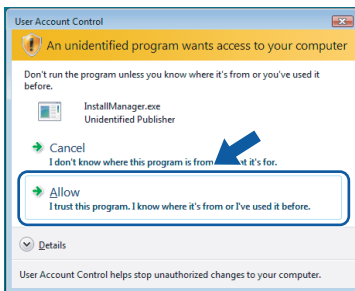 User Account Control
An unidentified program wants access to your computer
Don't run the program unless you know where it's from or you've used it
before.
InstallManager.exe
Unidentified Publisher
Cancel
I don't know where this program is from at it's for.
Allow
I trust this program. I know where it's from or I've used it before.
Details
User Account Control helps stop unauthorized changes to your computer.